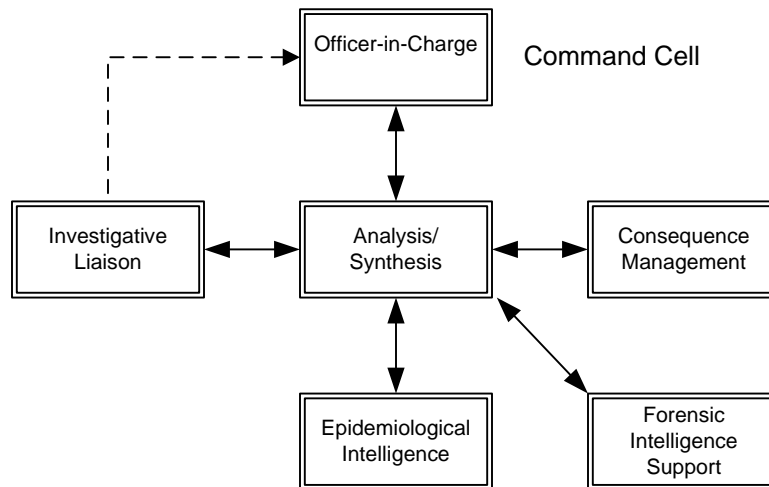 Officer-in-Charge
Command Cell
Investigative
Liaison
Analysis/
Synthesis
Consequence
Management
Epidemiological
Intelligence
Forensic
Intelligence
Support